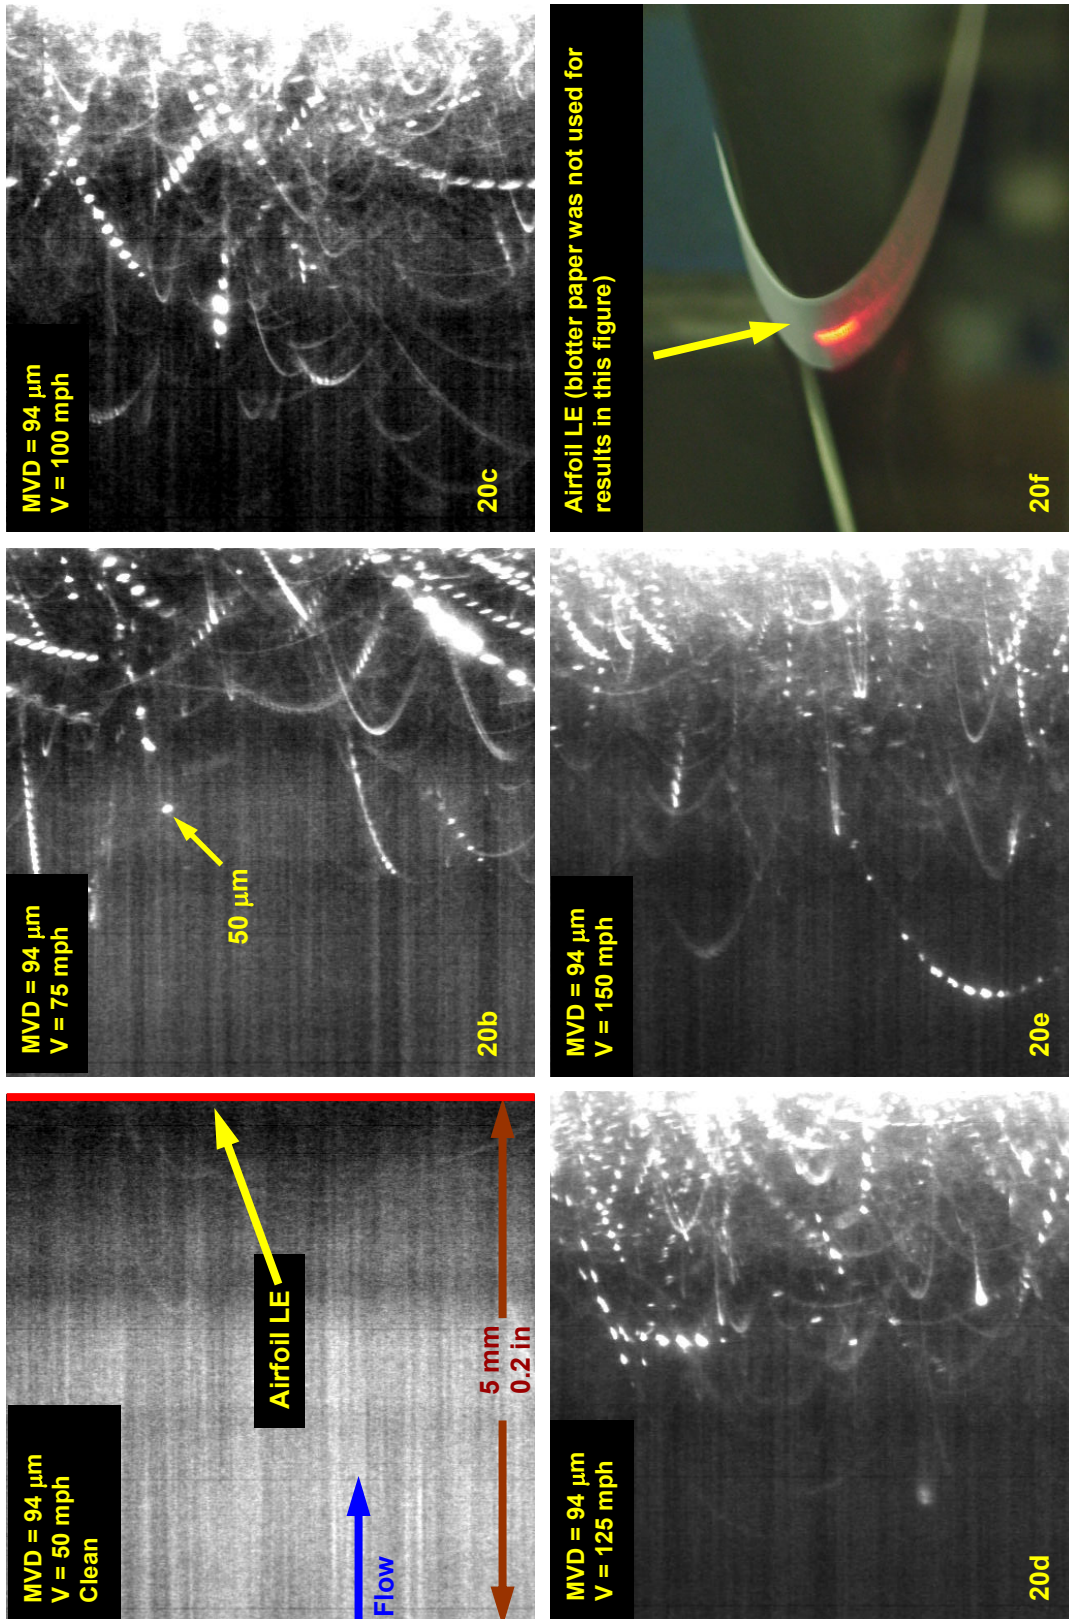 MVD = 94 μm
V = 50 mph
Clean
Flow
Airfoil LE
5 mm
0.2 in
MVD = 94 μm
V = 75 mph
50 μm
20b
MVD = 94 μm
V = 100 mph
20c
MVD = 94 μm
V = 125 mph
20d
MVD = 94 μm
V = 150 mph
20e
Airfoil LE (blotter paper was not used for
results in this figure)
20f